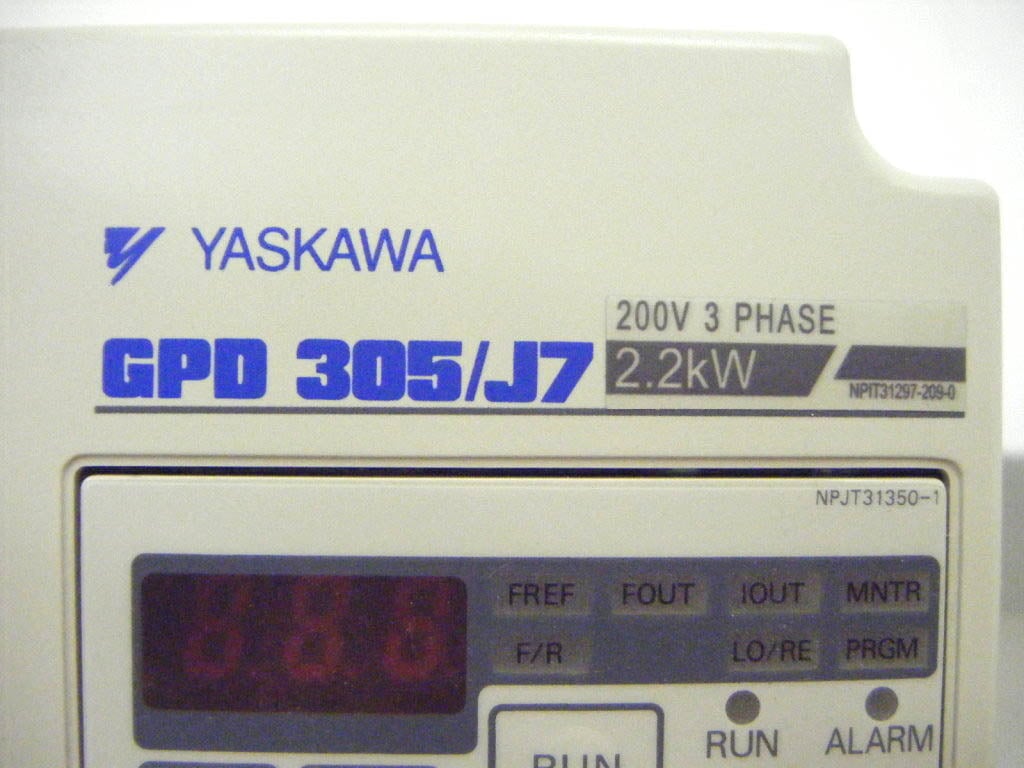 YASKAWA
200V 3 PHASE
GPD 305/J7
2.2kW
NPIT31297-209-0
NPJT31350-1
FREF FOUT IOUT MNTR
F/R LO/RE PRGM
RUN ALARM
RUN